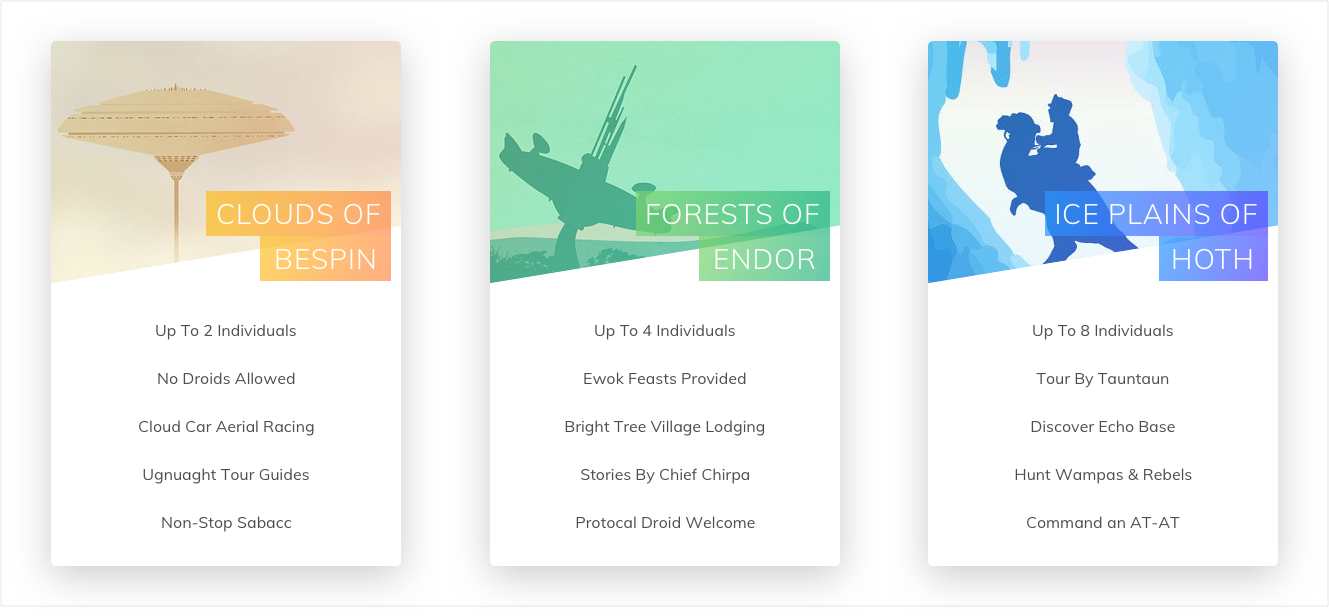 CLOUDS OF
BESPIN
Up To 2 Individuals
No Droids Allowed
Cloud Car Aerial Racing
Ugnuaght Tour Guides
Non-Stop Sabacc
FORESTS OF
ENDOR
Up To 4 Individuals
Ewok Feasts Provided
Bright Tree Village Lodging
Stories By Chief Chirpa
Protocal Droid Welcome
ICE PLAINS OF
HOTH
Up To 8 Individuals
Tour By Tauntaun
Discover Echo Base
Hunt Wampas & Rebels
Command an AT-AT